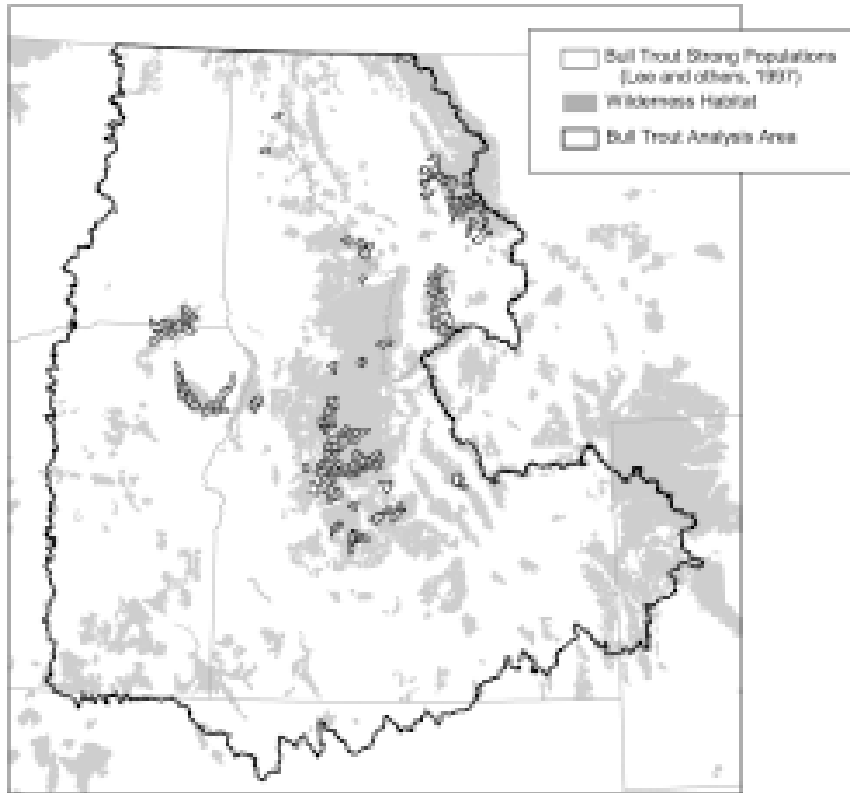 Bull Trout Strong Populations
(Lee and others, 1997)
Wilderness Habitat
Bull Trout Analysis Area